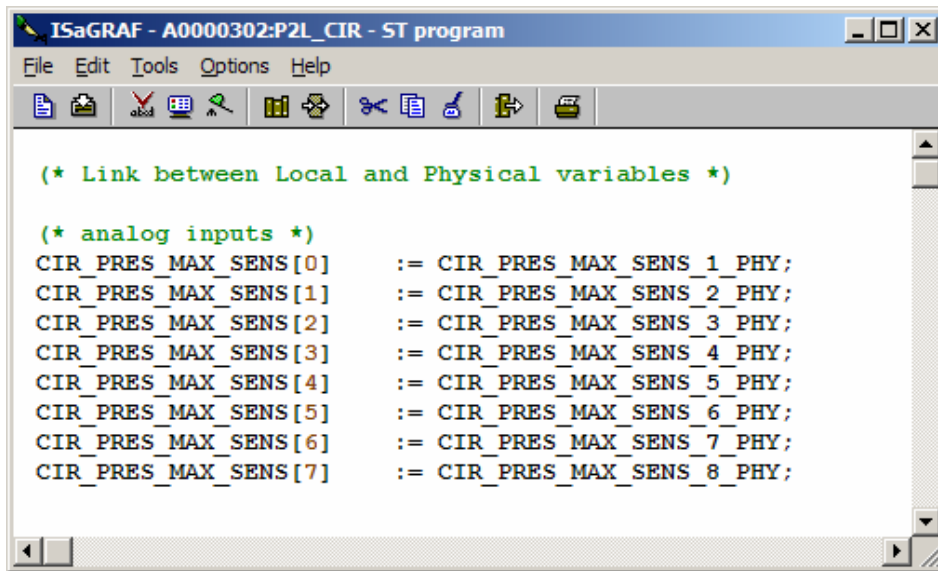 ISaGRAF - A0000302:P2L_CIR - ST program
File Edit Tools Options Help
(* Link between Local and Physical variables *)
(* analog inputs *)
CIR_PRES_MAX_SENS[0] := CIR_PRES_MAX_SENS_1_PHY;
CIR_PRES_MAX_SENS[1] := CIR_PRES_MAX_SENS_2_PHY;
CIR_PRES_MAX_SENS[2] := CIR_PRES_MAX_SENS_3_PHY;
CIR_PRES_MAX_SENS[3] := CIR_PRES_MAX_SENS_4_PHY;
CIR_PRES_MAX_SENS[4] := CIR_PRES_MAX_SENS_5_PHY;
CIR_PRES_MAX_SENS[5] := CIR_PRES_MAX_SENS_6_PHY;
CIR_PRES_MAX_SENS[6] := CIR_PRES_MAX_SENS_7_PHY;
CIR_PRES_MAX_SENS[7] := CIR_PRES_MAX_SENS_8_PHY;